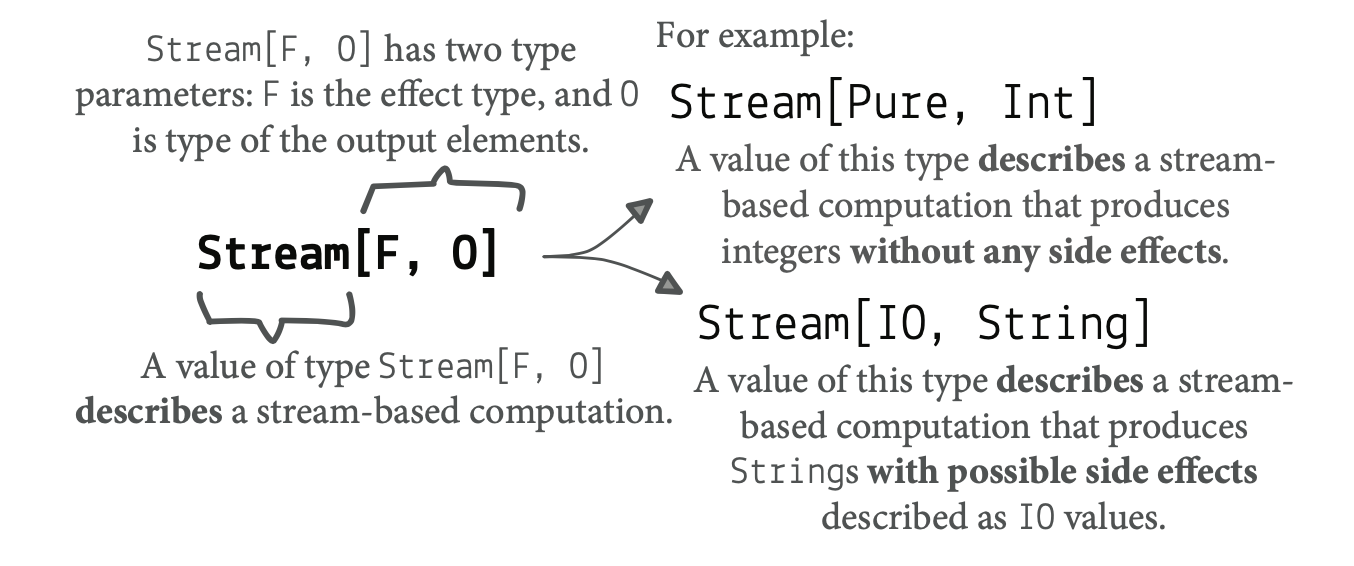 Stream[F, O] has two type
parameters: F is the effect type, and O
is type of the output elements.
Stream[F, O]
A value of type Stream[F, O]
describes a stream-based computation.
For example:
Stream[Pure, Int]
A value of this type describes a stream-
based computation that produces
integers without any side effects.
Stream[IO, String]
A value of this type describes a stream-
based computation that produces
Strings with possible side effects
described as IO values.